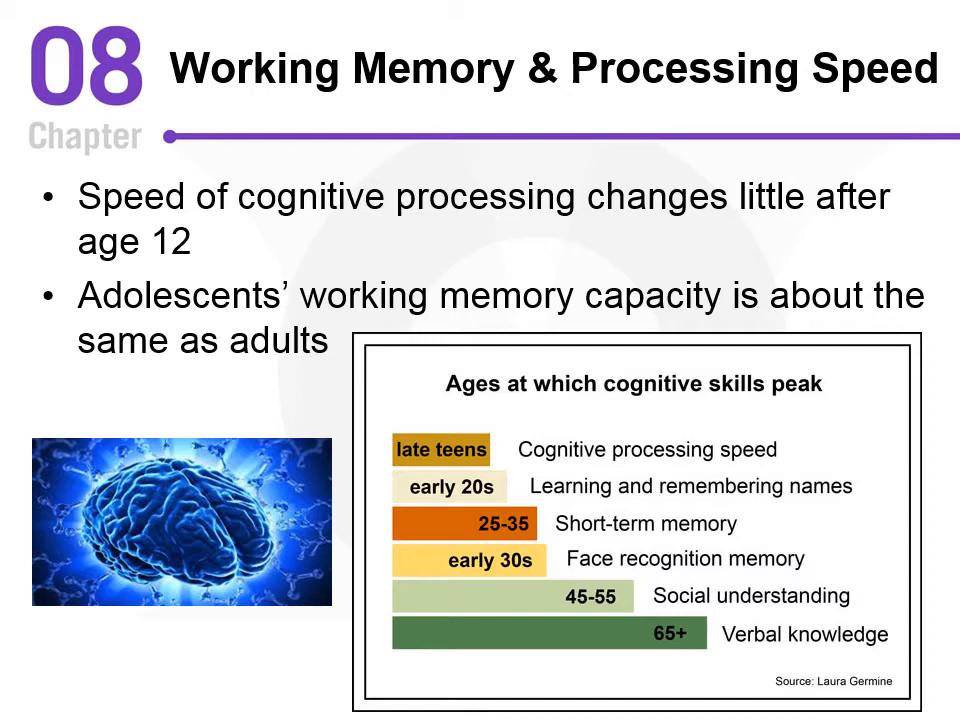 08
Chapter
Working Memory & Processing Speed
• Speed of cognitive processing changes little after
age 12
• Adolescents’ working memory capacity is about the
same as adults
Ages at which cognitive skills peak
late teens Cognitive processing speed
early 20s Learning and remembering names
25-35 Short-term memory
early 30s Face recognition memory
45-55 Social understanding
65+ Verbal knowledge
Source: Laura Germine